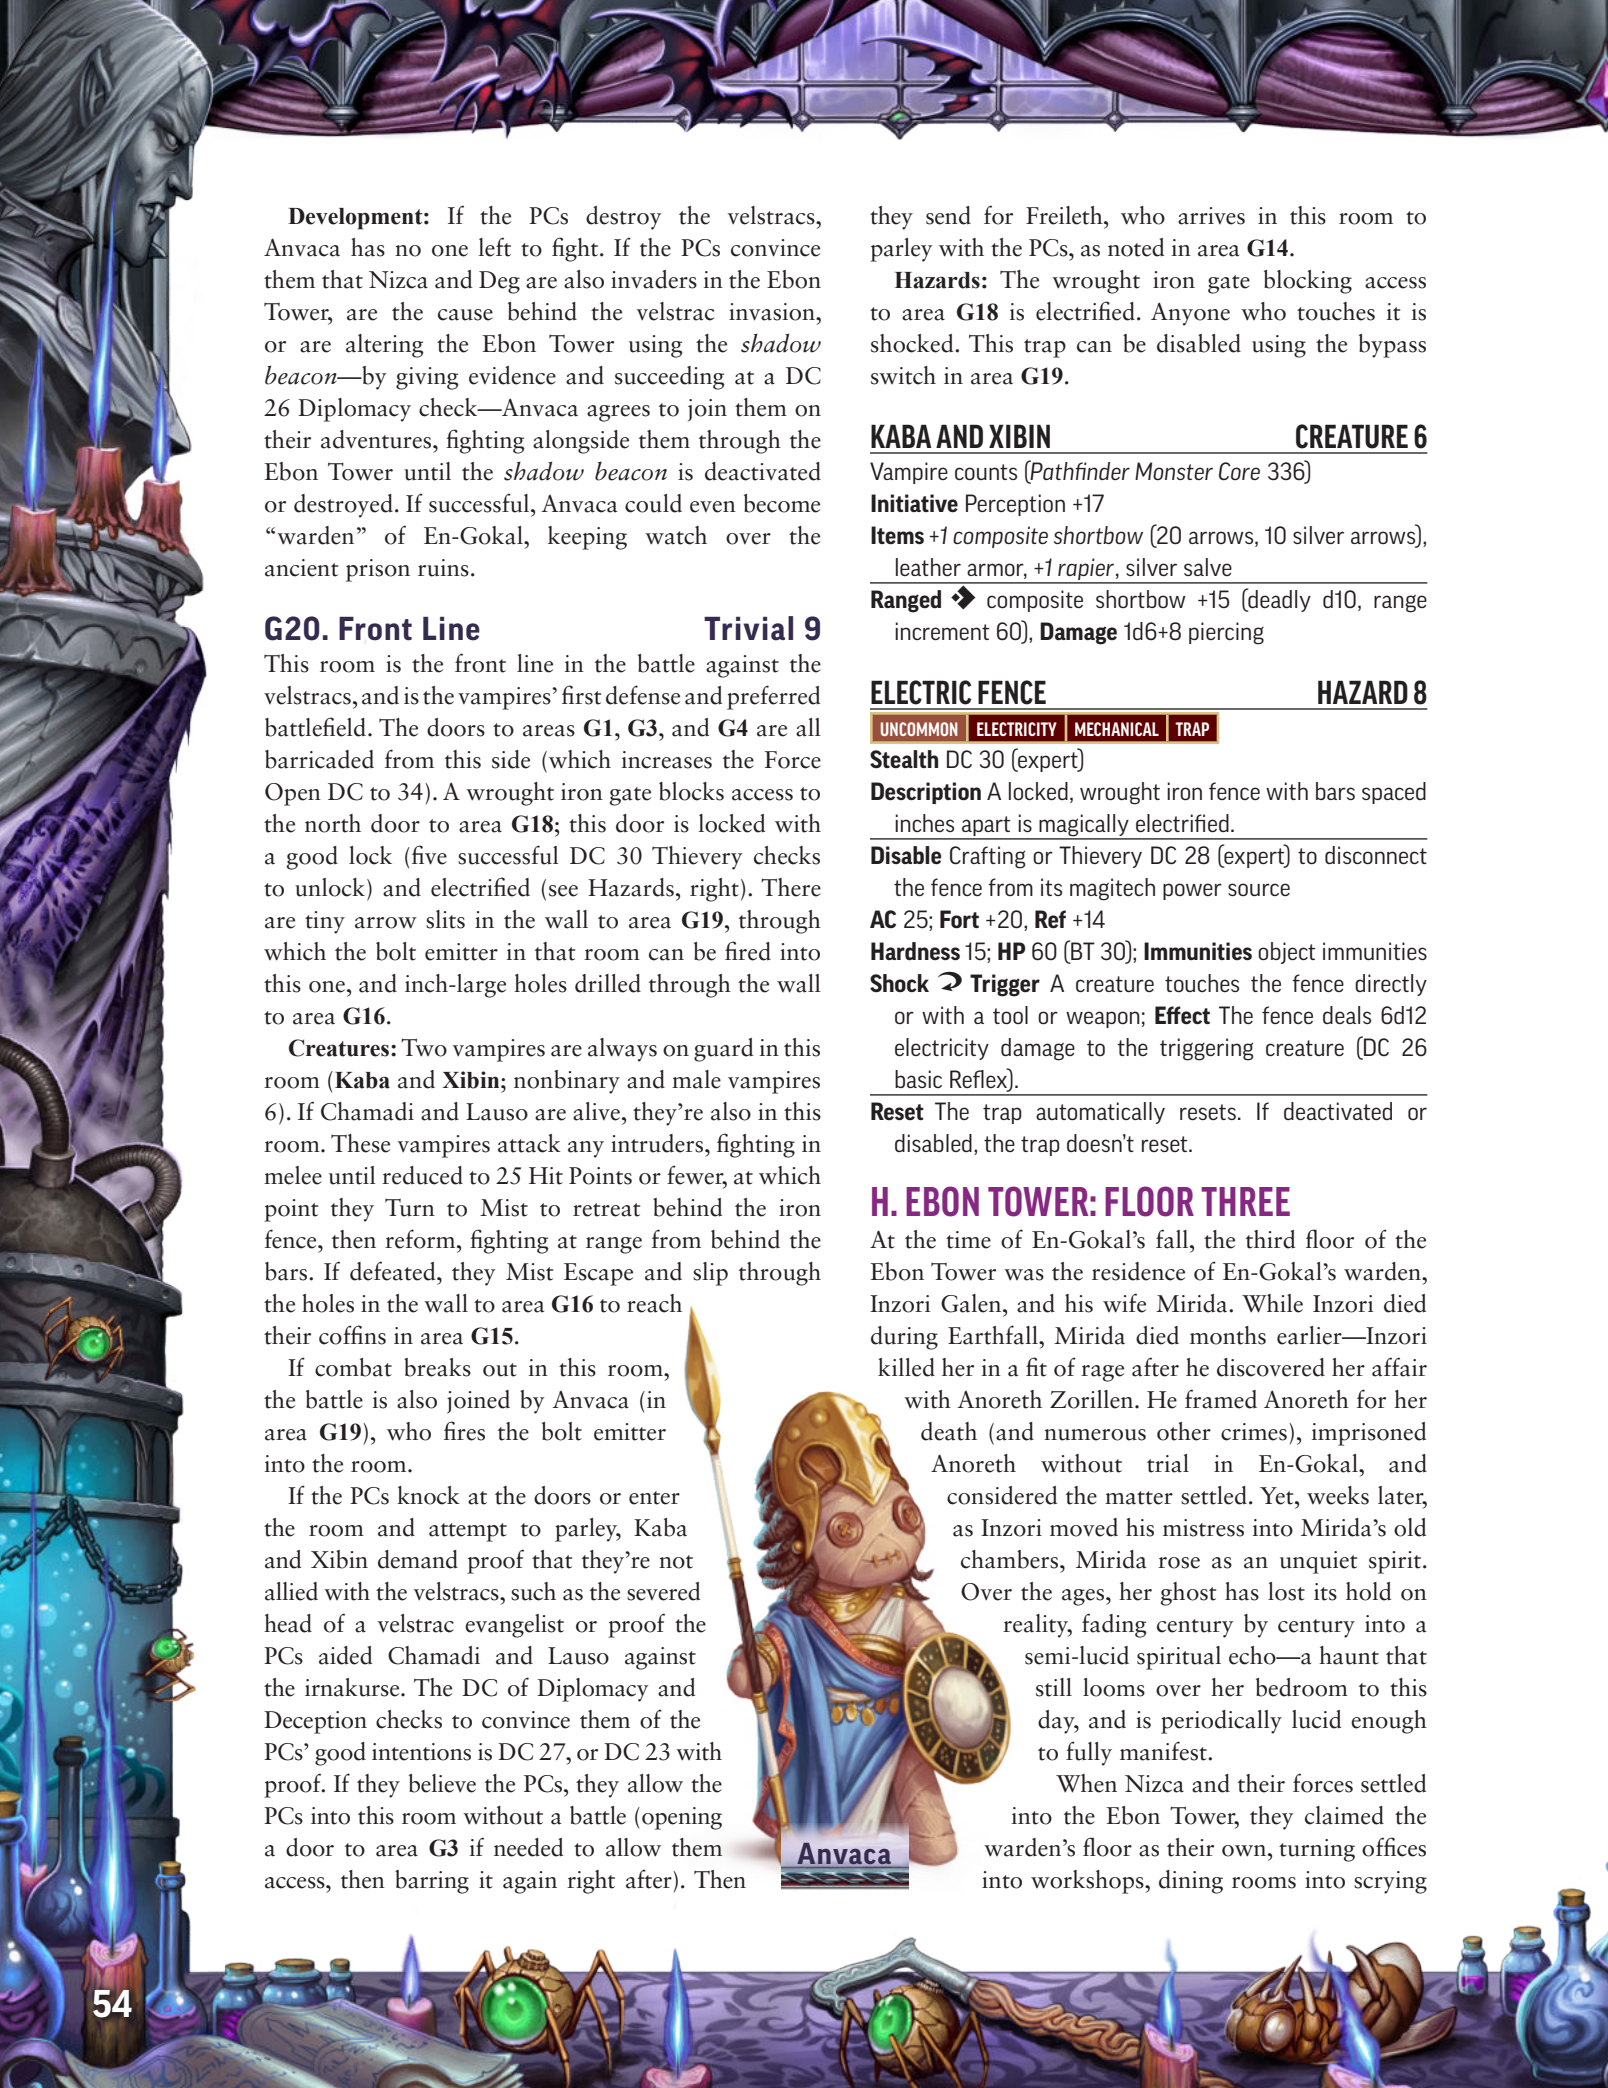 Development: If the PCs destroy the velstracs,
Anvaca has no one left to fight. If the PCs convince
them that Nizca and Deg are also invaders in the Ebon
Tower, are the cause behind the velstrac invasion,
or are altering the Ebon Tower using the shadow
beacon—by giving evidence and succeeding at a DC
26 Diplomacy check—Anvaca agrees to join them on
their adventures, fighting alongside them through the
Ebon Tower until the shadow beacon is deactivated
or destroyed. If successful, Anvaca could even become
“warden” of En-Gokal, keeping watch over the
ancient prison ruins.
G20. Front Line Trivial 9
This room is the front line in the battle against the
velstracs, and is the vampires’ first defense and preferred
battlefield. The doors to areas G1, G3, and G4 are all
barricaded from this side (which increases the Force
Open DC to 34). A wrought iron gate blocks access to
the north door to area G18; this door is locked with
a good lock (five successful DC 30 Thievery checks
to unlock) and electrified (see Hazards, right). There
are tiny arrow slits in the wall to area G19, through
which the bolt emitter in that room can be fired into
this one, and inch-large holes drilled through the wall
to area G16.
Creatures: Two vampires are always on guard in this
room (Kaba and Xibin; nonbinary and male vampires
6). If Chamadi and Lauso are alive, they’re also in this
room. These vampires attack any intruders, fighting in
melee until reduced to 25 Hit Points or fewer, at which
point they Turn to Mist to retreat behind the iron
fence, then reform, fighting at range from behind the
bars. If defeated, they Mist Escape and slip through
the holes in the wall to area G16 to reach
their coffins in area G15.
If combat breaks out in this room,
the battle is also joined by Anvaca (in
area G19), who fires the bolt emitter
into the room.
If the PCs knock at the doors or enter
the room and attempt to parley, Kaba
and Xibin demand proof that they’re not
allied with the velstracs, such as the severed
head of a velstrac evangelist or proof the
PCs aided Chamadi and Lauso against
the irnakurse. The DC of Diplomacy and
Deception checks to convince them of the
PCs’ good intentions is DC 27, or DC 23 with
proof. If they believe the PCs, they allow the
PCs into this room without a battle (opening
a door to area G3 if needed to allow them
access, then barring it again right after). Then
they send for Freileth, who arrives in this room to
parley with the PCs, as noted in area G14.
Hazards: The wrought iron gate blocking access
to area G18 is electrified. Anyone who touches it is
shocked. This trap can be disabled using the bypass
switch in area G19.
KABA AND XIBIN CREATURE 6
Vampire counts (Pathfinder Monster Core 336)
Initiative Perception +17
Items +1 composite shortbow (20 arrows, 10 silver arrows),
leather armor, +1 rapier, silver salve
Ranged composite shortbow +15 (deadly d10, range
increment 60), Damage 1d6+8 piercing
ELECTRIC FENCE HAZARD 8
UNCOMMON ELECTRICITY MECHANICAL TRAP
Stealth DC 30 (expert)
Description A locked, wrought iron fence with bars spaced
inches apart is magically electrified.
Disable Crafting or Thievery DC 28 (expert) to disconnect
the fence from its magitech power source
AC 25; Fort +20, Ref +14
Hardness 15; HP 60 (BT 30); Immunities object immunities
Shock Trigger A creature touches the fence directly
or with a tool or weapon; Effect The fence deals 6d12
electricity damage to the triggering creature (DC 26
basic Reflex).
Reset The trap automatically resets. If deactivated or
disabled, the trap doesn’t reset.
H. EBON TOWER: FLOOR THREE
At the time of En-Gokal’s fall, the third floor of the
Ebon Tower was the residence of En-Gokal’s warden,
Inzori Galen, and his wife Mirida. While Inzori died
during Earthfall, Mirida died months earlier—Inzori
killed her in a fit of rage after he discovered her affair
with Anoreth Zorillen. He framed Anoreth for her
death (and numerous other crimes), imprisoned
Anoreth without trial in En-Gokal, and
considered the matter settled. Yet, weeks later,
as Inzori moved his mistress into Mirida’s old
chambers, Mirida rose as an unquiet spirit.
Over the ages, her ghost has lost its hold on
reality, fading century by century into a
semi-lucid spiritual echo—a haunt that
still looms over her bedroom to this
day, and is periodically lucid enough
to fully manifest.
When Nizca and their forces settled
into the Ebon Tower, they claimed the
warden’s floor as their own, turning offices
into workshops, dining rooms into scrying
Anvaca
54